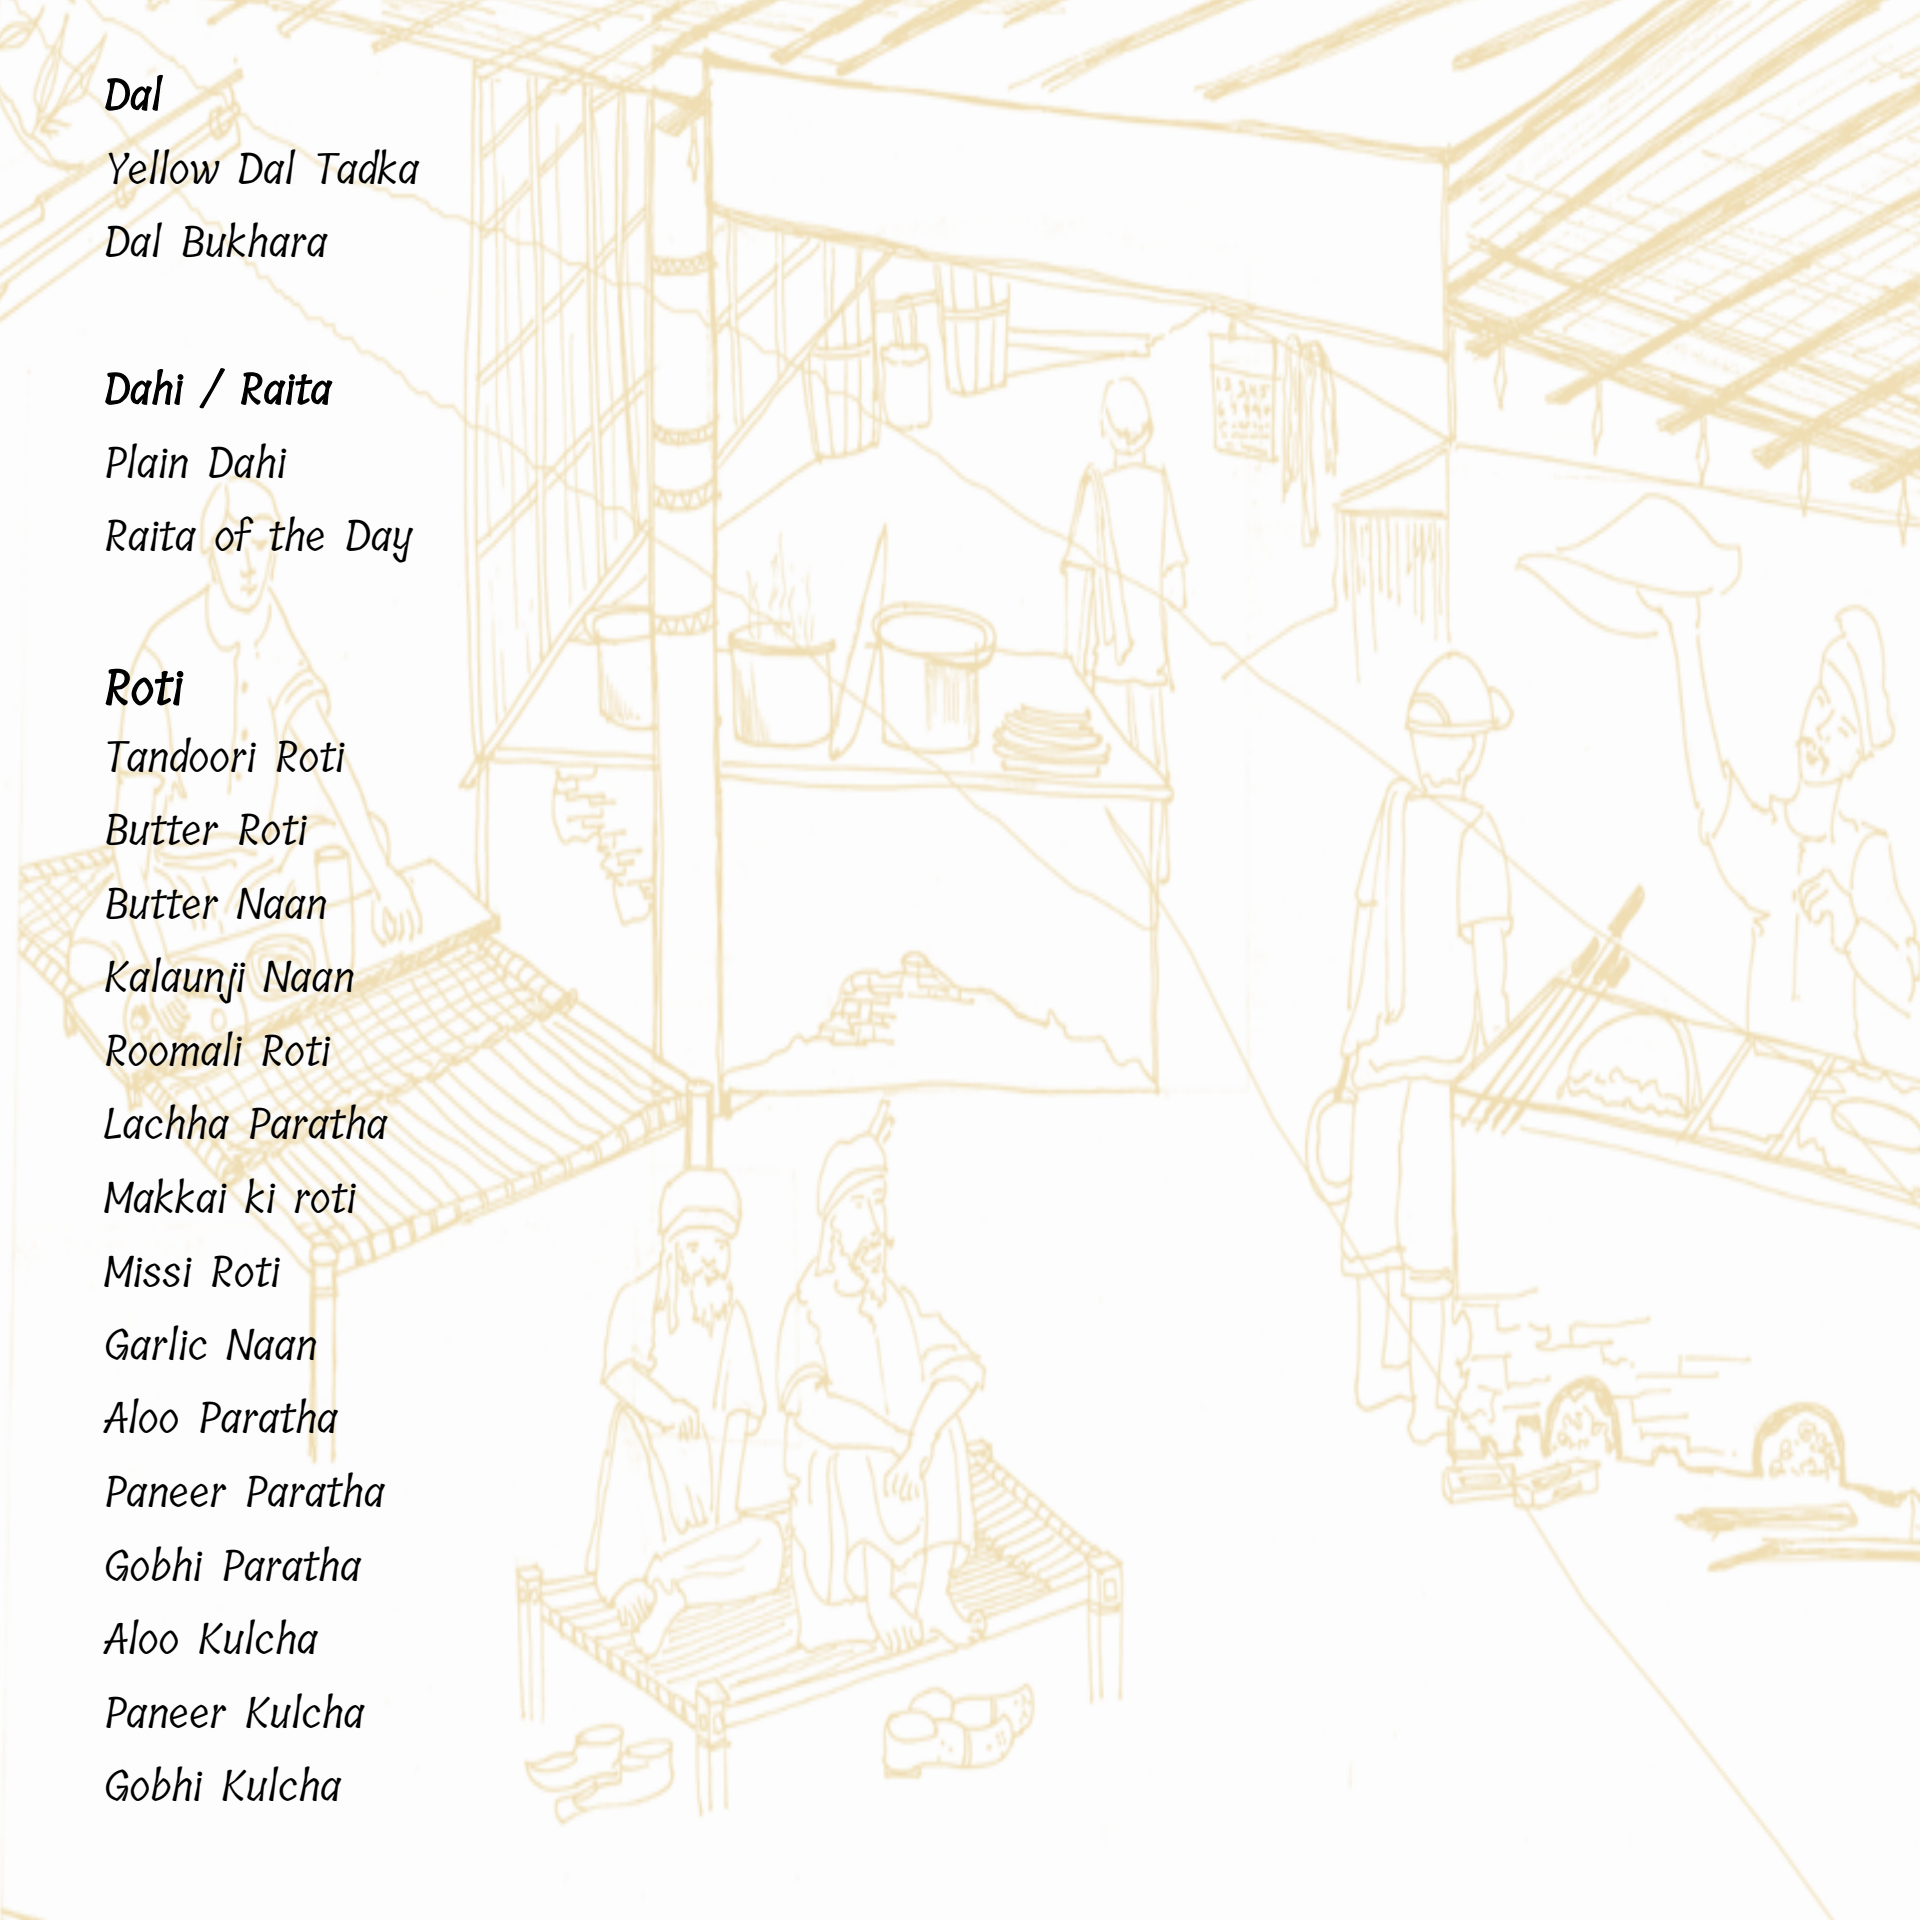 Dal
Yellow Dal Tadka
Dal Bukhara
Dahi / Raita
Plain Dahi
Raita of the Day
Roti
Tandoori Roti
Butter Roti
Butter Naan
Kalaunji Naan
Roomali Roti
Lachha Paratha
Makkai ki roti
Missi Roti
Garlic Naan
Aloo Paratha
Paneer Paratha
Gobhi Paratha
Aloo Kulcha
Paneer Kulcha
Gobhi Kulcha